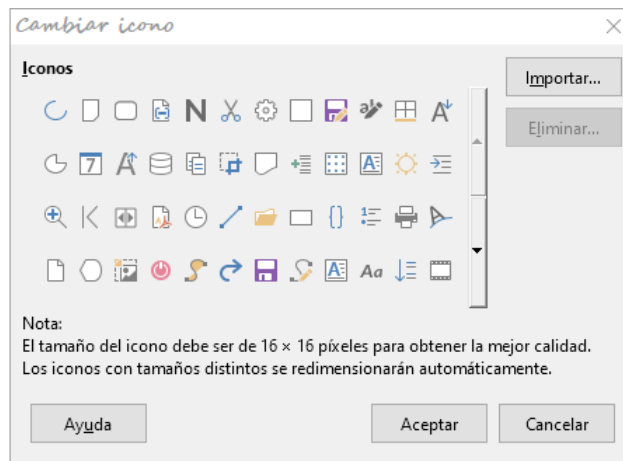 Cambiar icono
Iconos
Importar...
Eliminar...
Nota:
El tamaño del icono debe ser de 16 × 16 píxeles para obtener la mejor calidad.
Los iconos con tamaños distintos se redimensionarán automáticamente.
Ayuda
Aceptar
Cancelar